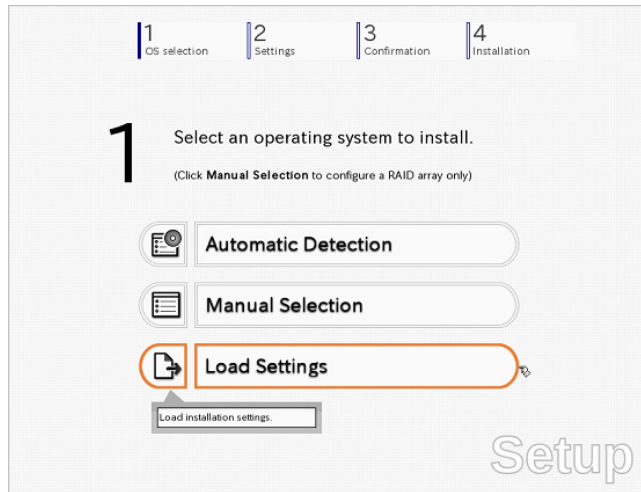 1 2 3 4
OS selection Settings Confirmation Installation
1 Select an operating system to install.
(Click Manual Selection to configure a RAID array only)
Automatic Detection
Manual Selection
Load Settings
Load installation settings.
Setup